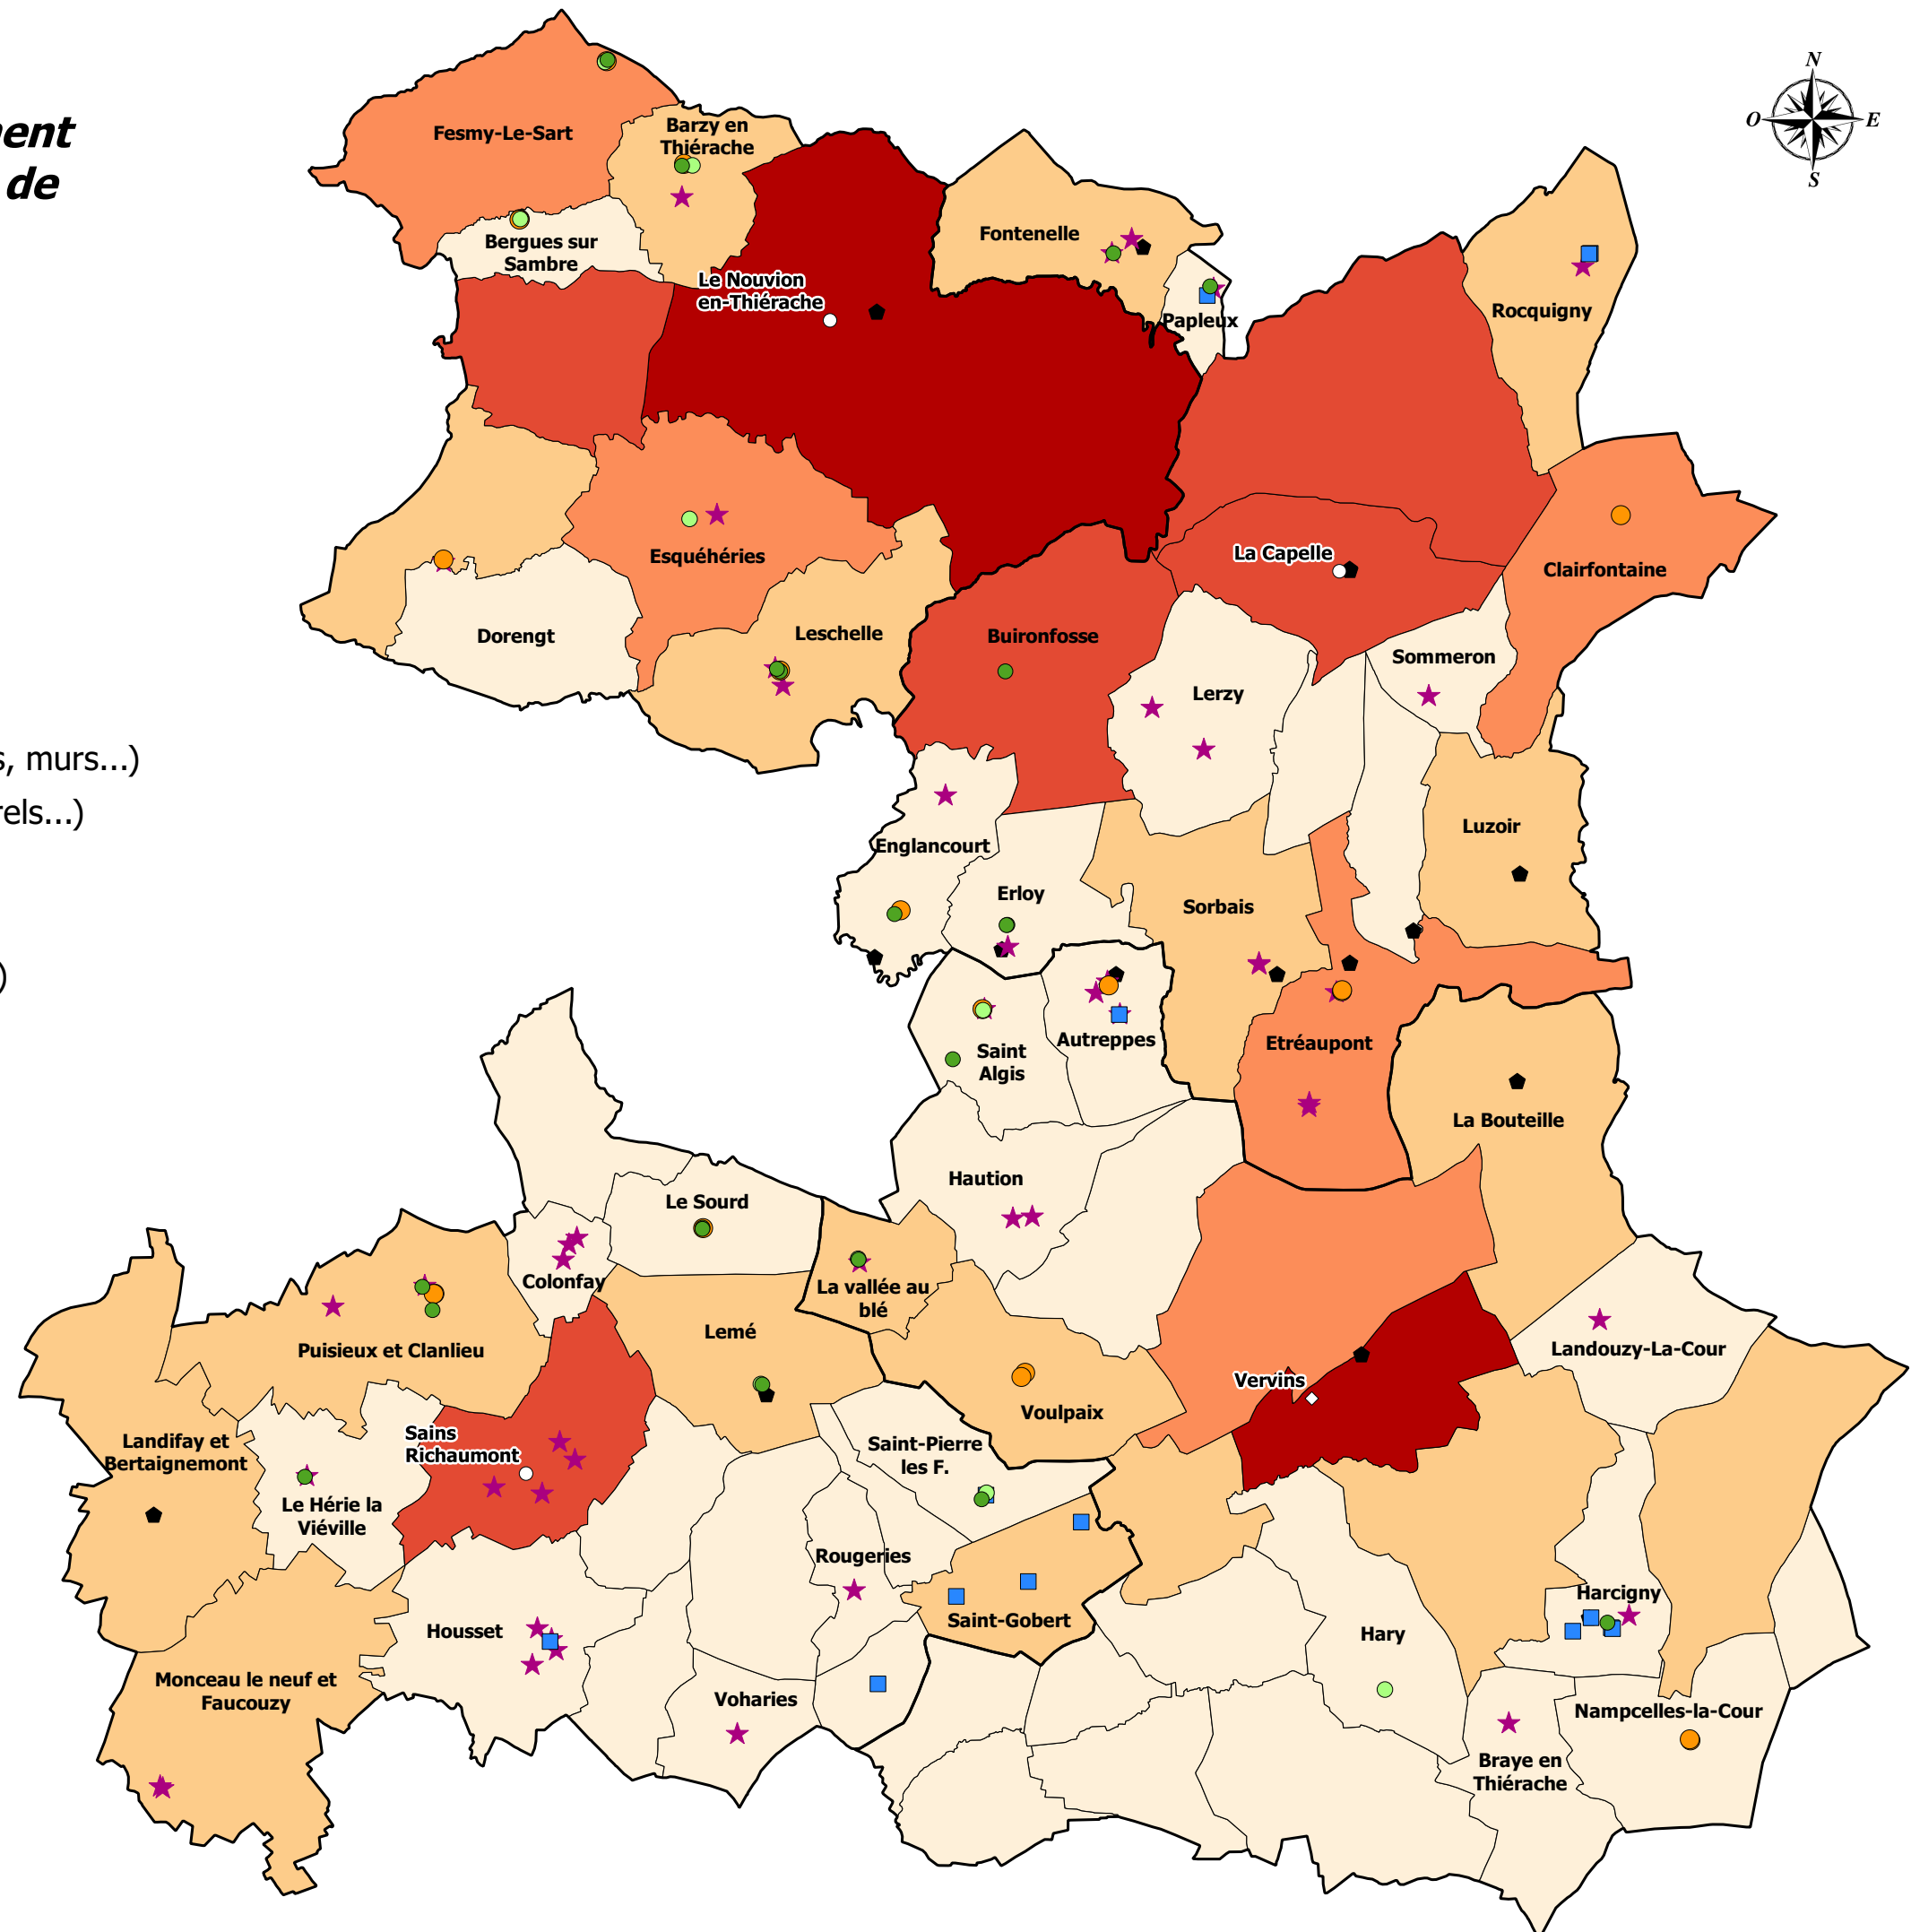 ment
de
s, murs...)
rels...)
)
N
O
E
S
Fesmy-Le-Sart
Barzy en
Thiérache
Bergues sur
Sambre
Le Nouvion
en-Thiérache
Fontenelle
Papleux
Rocquigny
Esquéhéries
La Capelle
Clairfontaine
Dorengt
Leschelle
Buironfosse
Lerzy
Sommeron
Englancourt
Luzoir
Erloy
Sorbais
Saint
Algis
Autreppes
Etréaupont
La Bouteille
Haution
Le Sourd
Colonfay
La vallée au
blé
Puisieux et Clanlieu
Lemé
Landouzy-La-Cour
Vervins
Voulpaix
Landifay et
Bertaignemont
Sains
Richaumont
Saint-Pierre
les F.
Le Hérie la
Viéville
Rougeries
Harcigny
Saint-Gobert
Housset
Hary
Monceau le neuf et
Faucouzy
Voharies
Nampcelles-la-Cour
Braye en
Thiérache